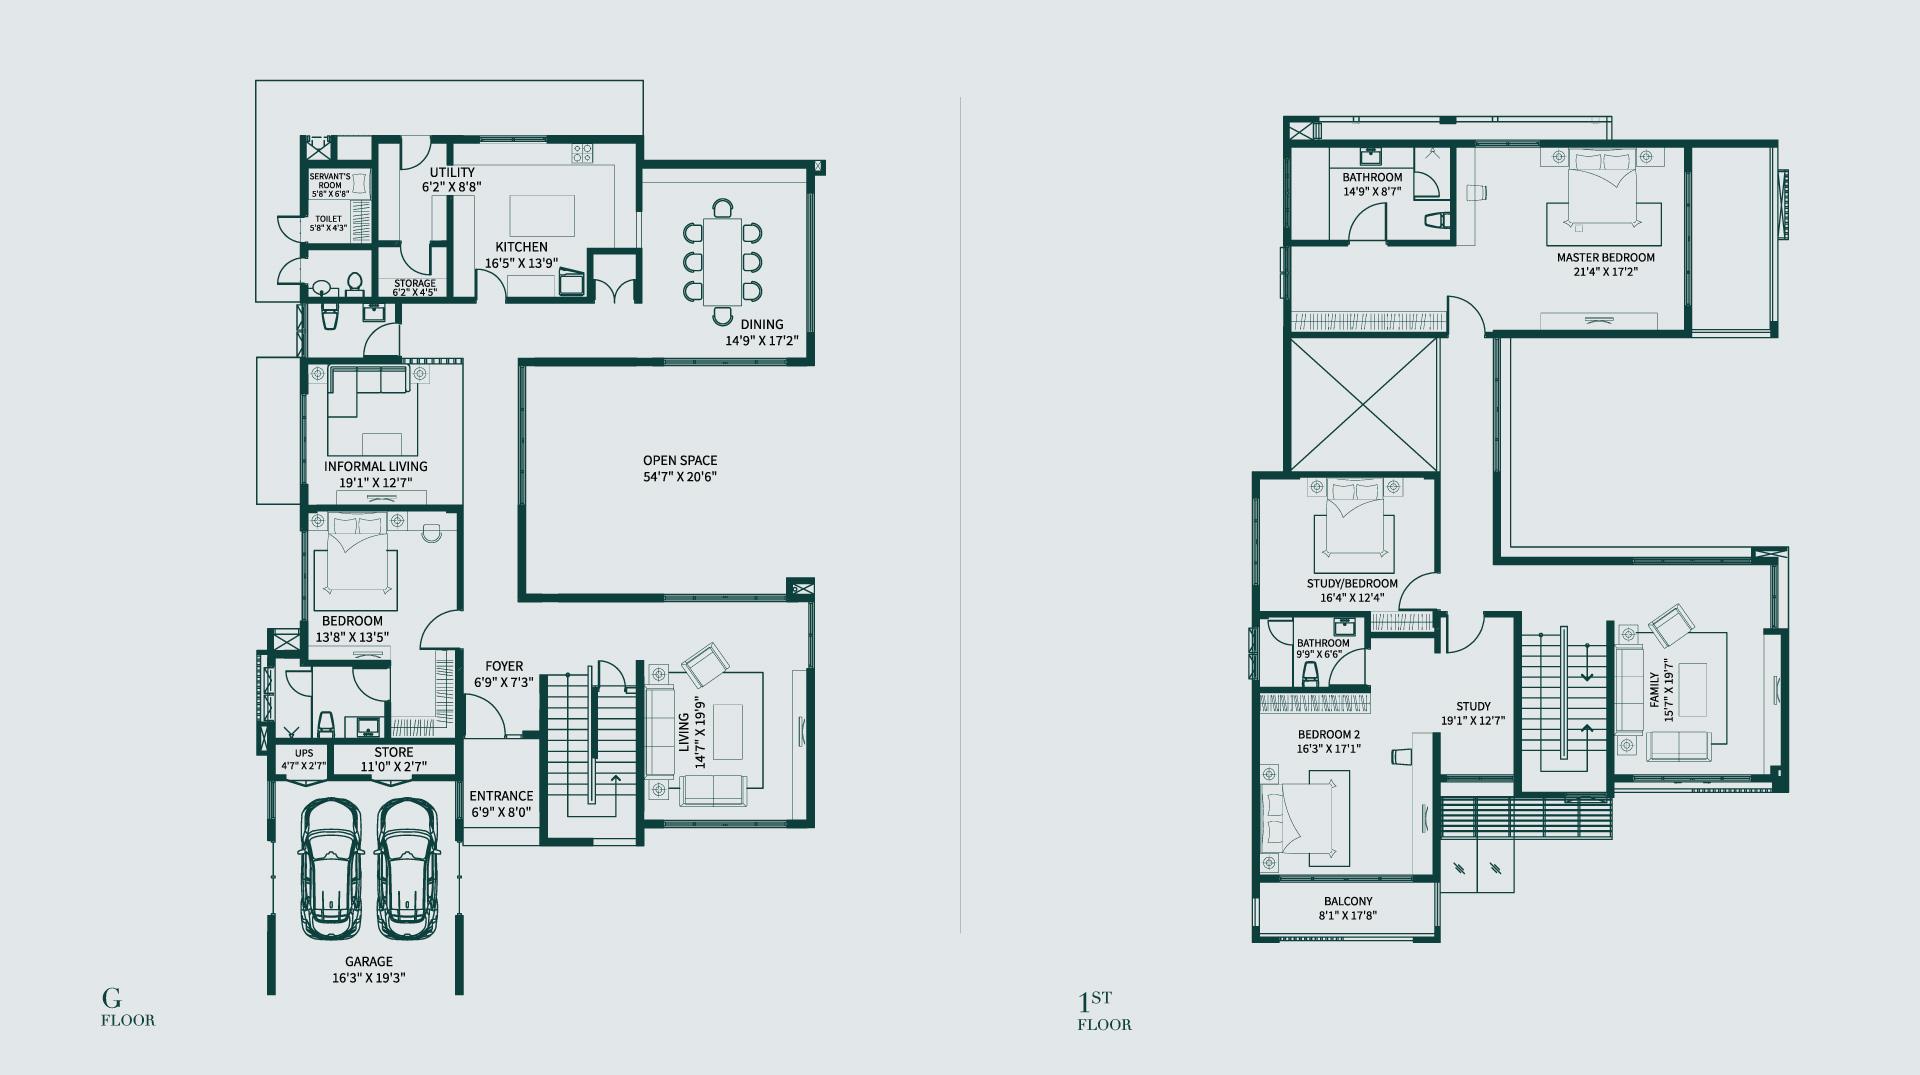 SERVANT'S
ROOM
5'8" X 6'8"
TOILET
5'8" X 4'3"
UTILITY
6'2" X 8'8"
KITCHEN
16'5" X 13'9"
STORAGE
6'2" X 4'5"
DINING
14'9" X 17'2"
INFORMAL LIVING
19'1" X 12'7"
OPEN SPACE
54'7" X 20'6"
BEDROOM
13'8" X 13'5"
FOYER
6'9" X 7'3"
LIVING
14'7" X 19'9"
UPS
4'7" X 2'7"
STORE
11'0" X 2'7"
ENTRANCE
6'9" X 8'0"
GARAGE
16'3" X 19'3"
G
FLOOR
BATHROOM
14'9" X 8'7"
MASTER BEDROOM
21'4" X 17'2"
STUDY/BEDROOM
16'4" X 12'4"
BATHROOM
9'9" X 6'6"
FAMILY
15'7" X 19'7"
STUDY
19'1" X 12'7"
BEDROOM 2
16'3" X 17'1"
BALCONY
8'1" X 17'8"
1ST
FLOOR